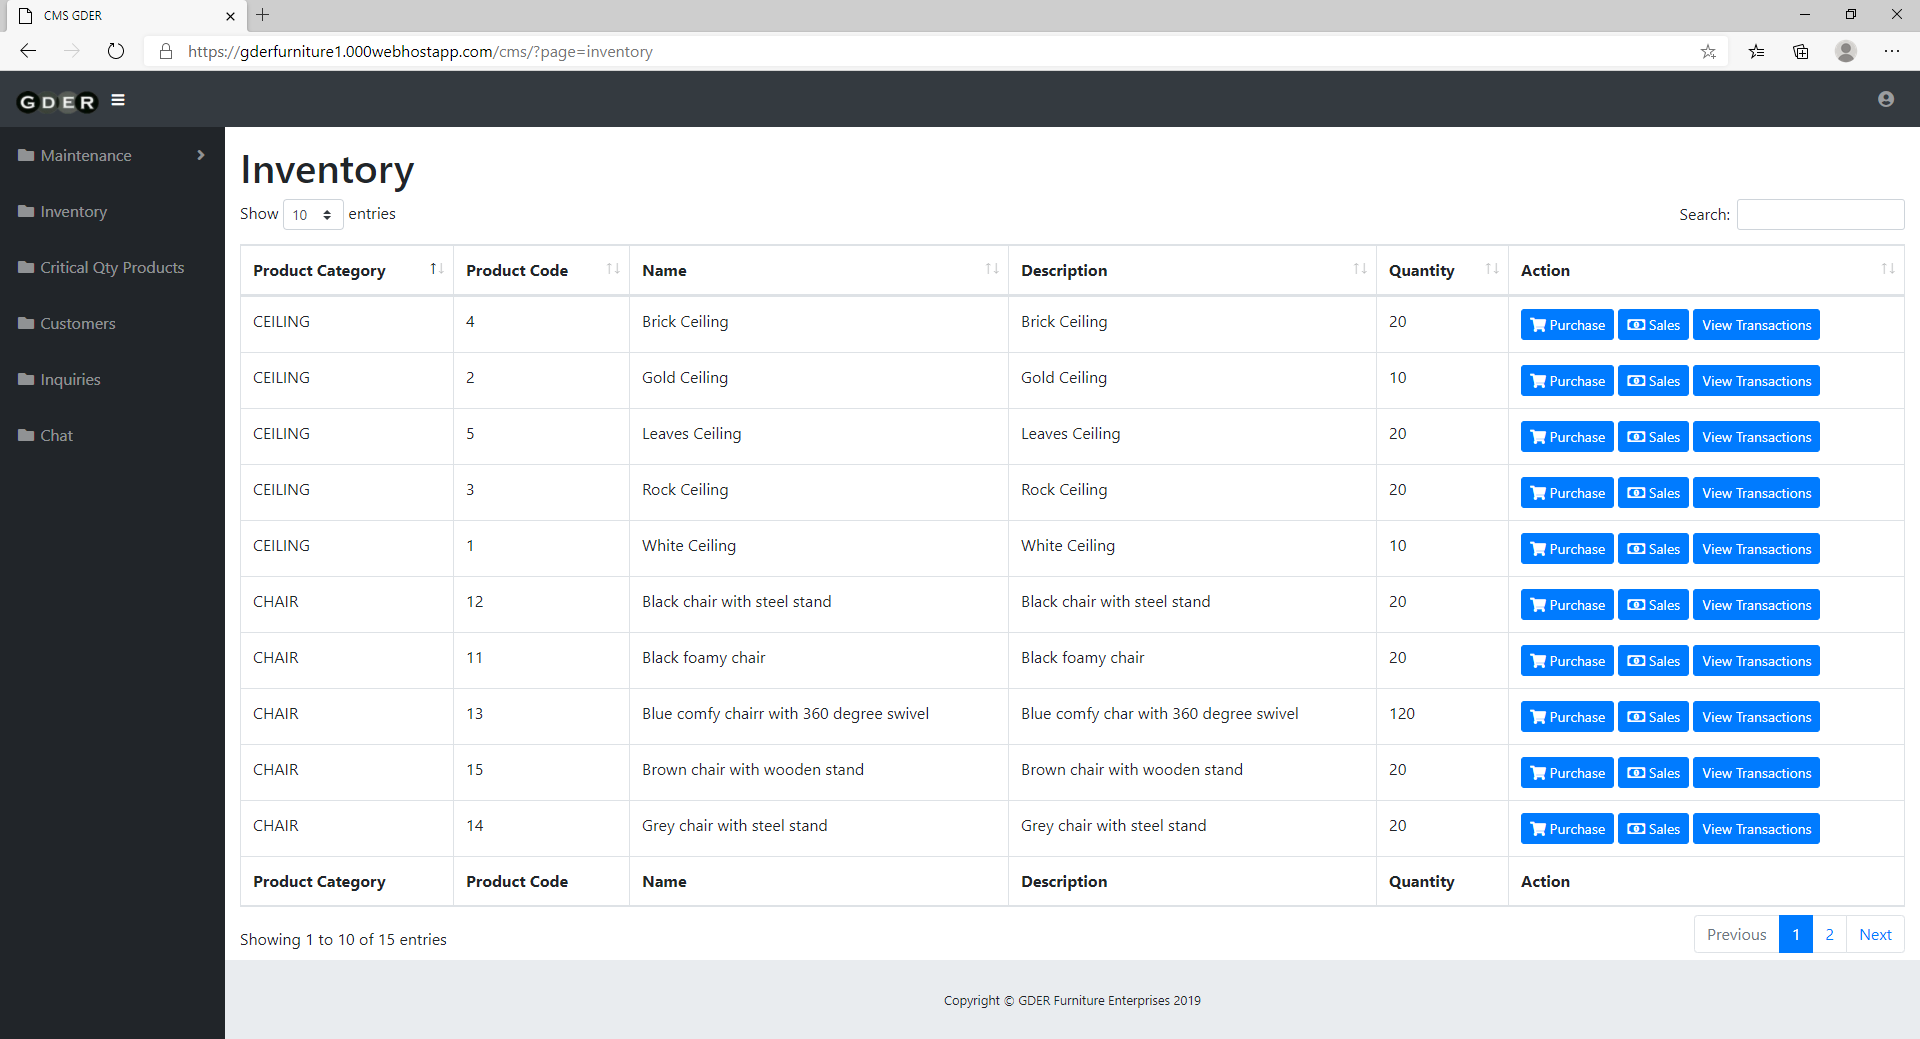 CMS GDER
https://gderfurniture1.000webhostapp.com/cms/?page=inventory
GDER
Maintenance
Inventory
Critical Qty Products
Customers
Inquiries
Chat
Inventory
Show 10 entries
Search:
Product Category Product Code Name Description Quantity Action
CEILING 4 Brick Ceiling Brick Ceiling 20 Purchase Sales View Transactions
CEILING 2 Gold Ceiling Gold Ceiling 10 Purchase Sales View Transactions
CEILING 5 Leaves Ceiling Leaves Ceiling 20 Purchase Sales View Transactions
CEILING 3 Rock Ceiling Rock Ceiling 20 Purchase Sales View Transactions
CEILING 1 White Ceiling White Ceiling 10 Purchase Sales View Transactions
CHAIR 12 Black chair with steel stand Black chair with steel stand 20 Purchase Sales View Transactions
CHAIR 11 Black foamy chair Black foamy chair 20 Purchase Sales View Transactions
CHAIR 13 Blue comfy chairr with 360 degree swivel Blue comfy char with 360 degree swivel 120 Purchase Sales View Transactions
CHAIR 15 Brown chair with wooden stand Brown chair with wooden stand 20 Purchase Sales View Transactions
CHAIR 14 Grey chair with steel stand Grey chair with steel stand 20 Purchase Sales View Transactions
Product Category Product Code Name Description Quantity Action
Showing 1 to 10 of 15 entries
Previous 1 2 Next
Copyright © GDER Furniture Enterprises 2019